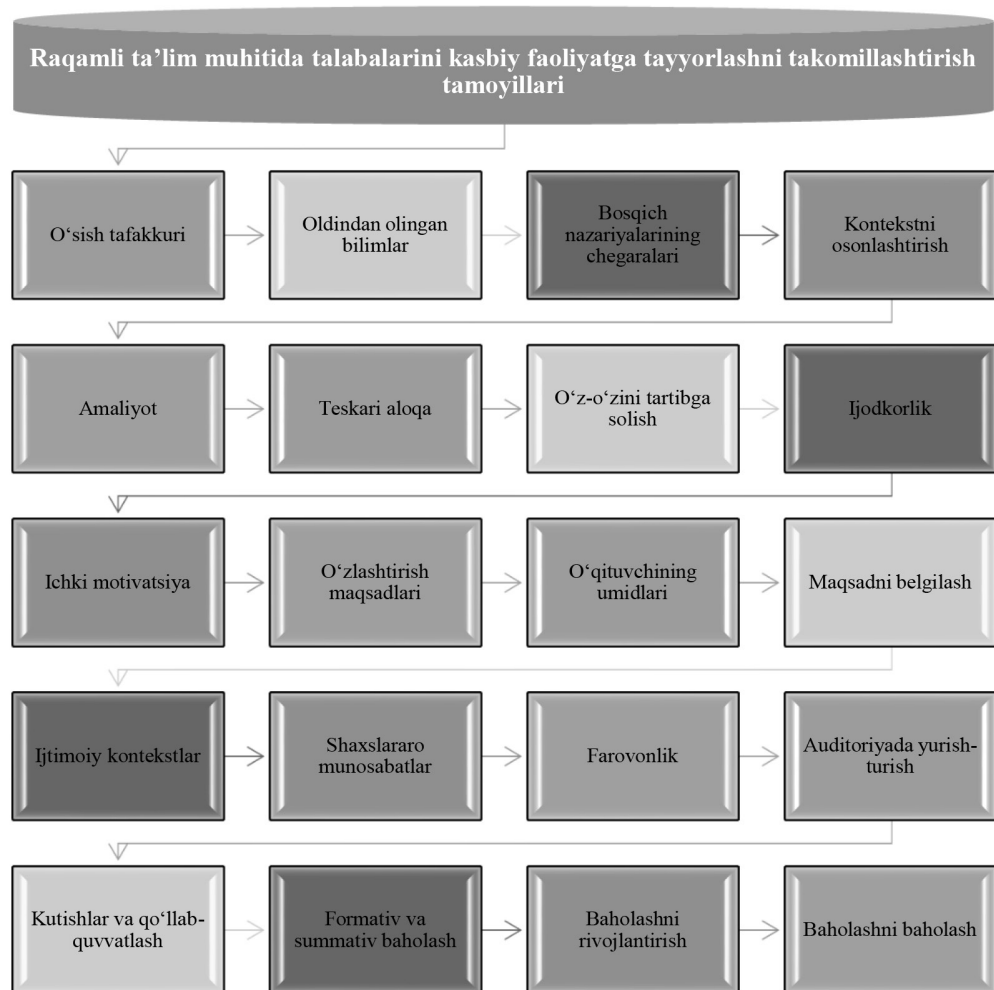 Raqamli ta’lim muhitida talabalarini kasbiy faoliyatga tayyorlashni takomillashtirish
tamoyillari
O‘sish tafakkuri
Oldindan olingan
bilimlar
Bosqich
nazariyalarining
chegaralari
Kontekstni
osonlashtirish
Amaliyot
Teskari aloqa
O‘z-o‘zini tartibga
solish
Ijodkorlik
Ichki motivatsiya
O‘zlashtirish
maqsadlari
O‘qituvchining
umidlari
Maqsadni belgilash
Ijtimoiy kontekstlar
Shaxslararo
munosabatlar
Farovonlik
Auditoriyada yurish-
turish
Kutishlar va qo‘llab-
quvvatlash
Formativ va
summativ baholash
Baholashni
rivojlantirish
Baholashni baholash